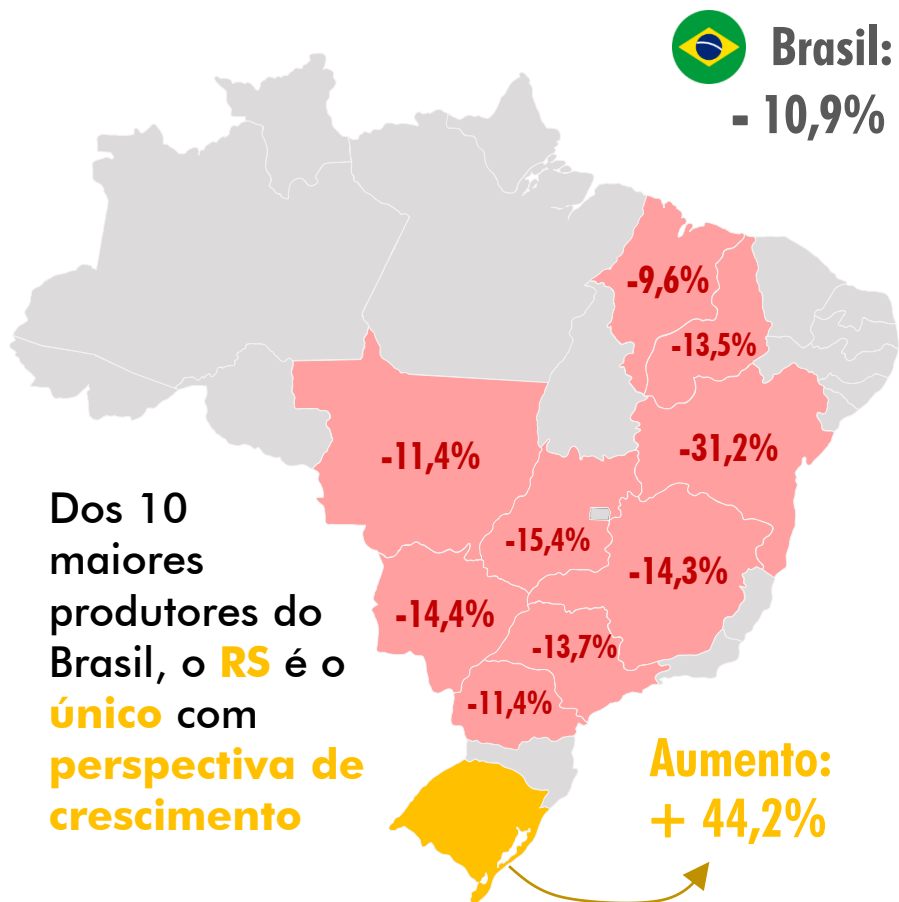 Brasil:
- 10,9%
-9,6%
-13,5%
-31,2%
-11,4%
-15,4%
-14,3%
-14,4%
-13,7%
-11,4%
Dos 10
maiores
produtores do
Brasil, o RS é o
único com
perspectiva de
crescimento
Aumento:
+ 44,2%